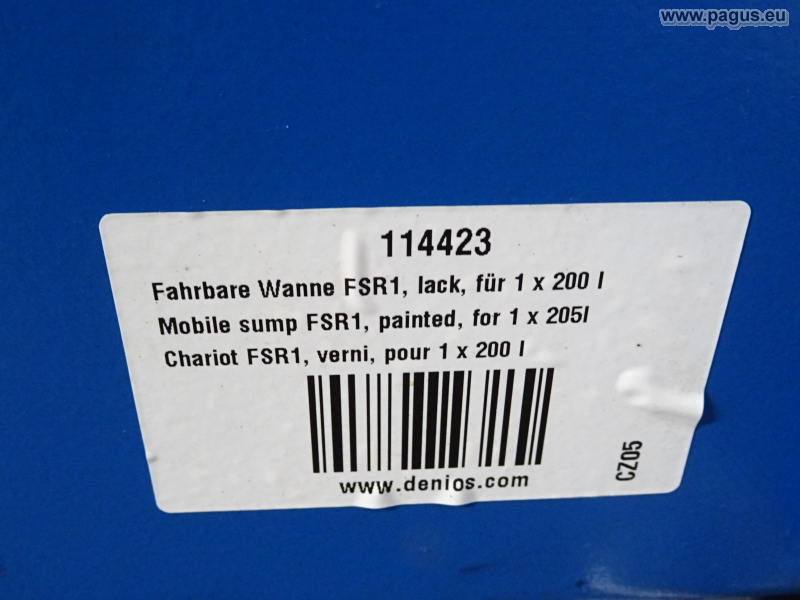 www.pagus.eu
114423
Fahrbare Wanne FSR1, lack, für 1 x 200 l
Mobile sump FSR1, painted, for 1 x 205l
Chariot FSR1, verni, pour 1 x 200 l
www.denios.com
CZ05